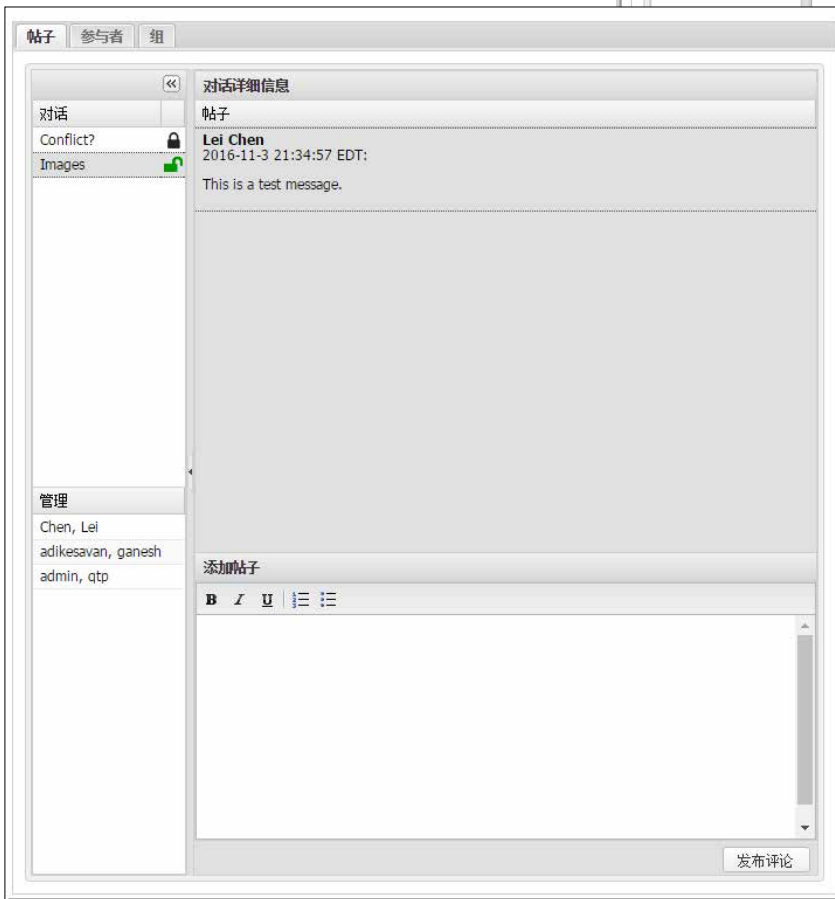 帖子 参与者 组
对话
Conflict?
Images
管理
Chen, Lei
adikesavan, ganesh
admin, qtp
对话详细信息
帖子
Lei Chen
2016-11-3 21:34:57 EDT:
This is a test message.
添加帖子
B I U
发布评论